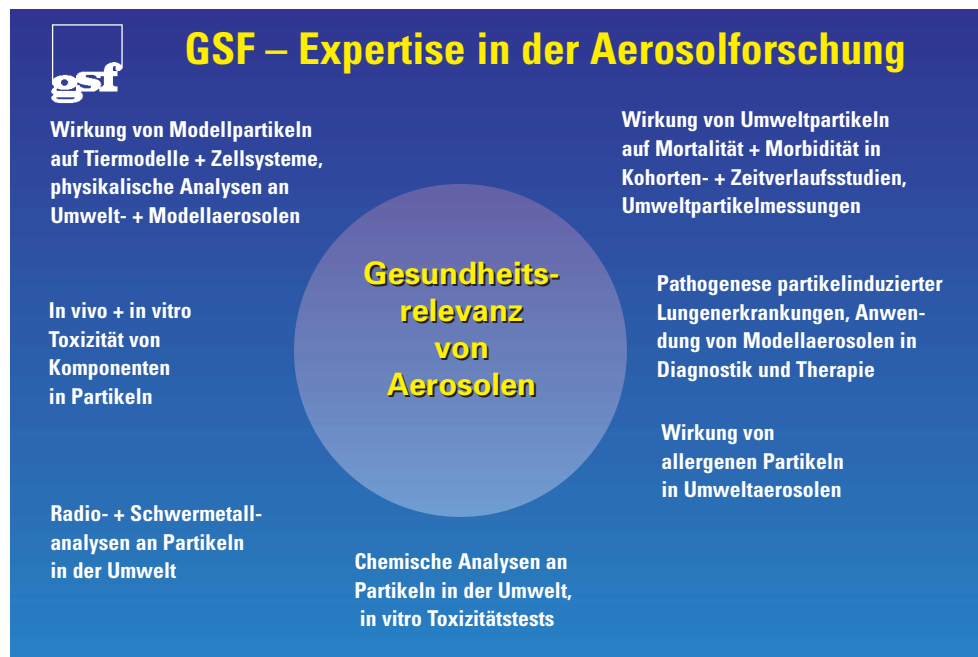 gsf
GSF – Expertise in der Aerosolforschung
Wirkung von Modellpartikeln
auf Tiermodelle + Zellsysteme,
physikalische Analysen an
Umwelt- + Modellaerosolen
Wirkung von Umweltpartikeln
auf Mortalität + Morbidität in
Kohorten- + Zeitverlaufsstudien,
Umweltpartikelmessungen
Gesundheits-
relevanz
von
Aerosolen
In vivo + in vitro
Toxizität von
Komponenten
in Partikeln
Pathogenese partikelinduzierter
Lungenerkrankungen, Anwen-
dung von Modellaerosolen in
Diagnostik und Therapie
Wirkung von
allergenen Partikeln
in Umweltaerosolen
Radio- + Schwermetall-
analysen an Partikeln
in der Umwelt
Chemische Analysen an
Partikeln in der Umwelt,
in vitro Toxizitätstests